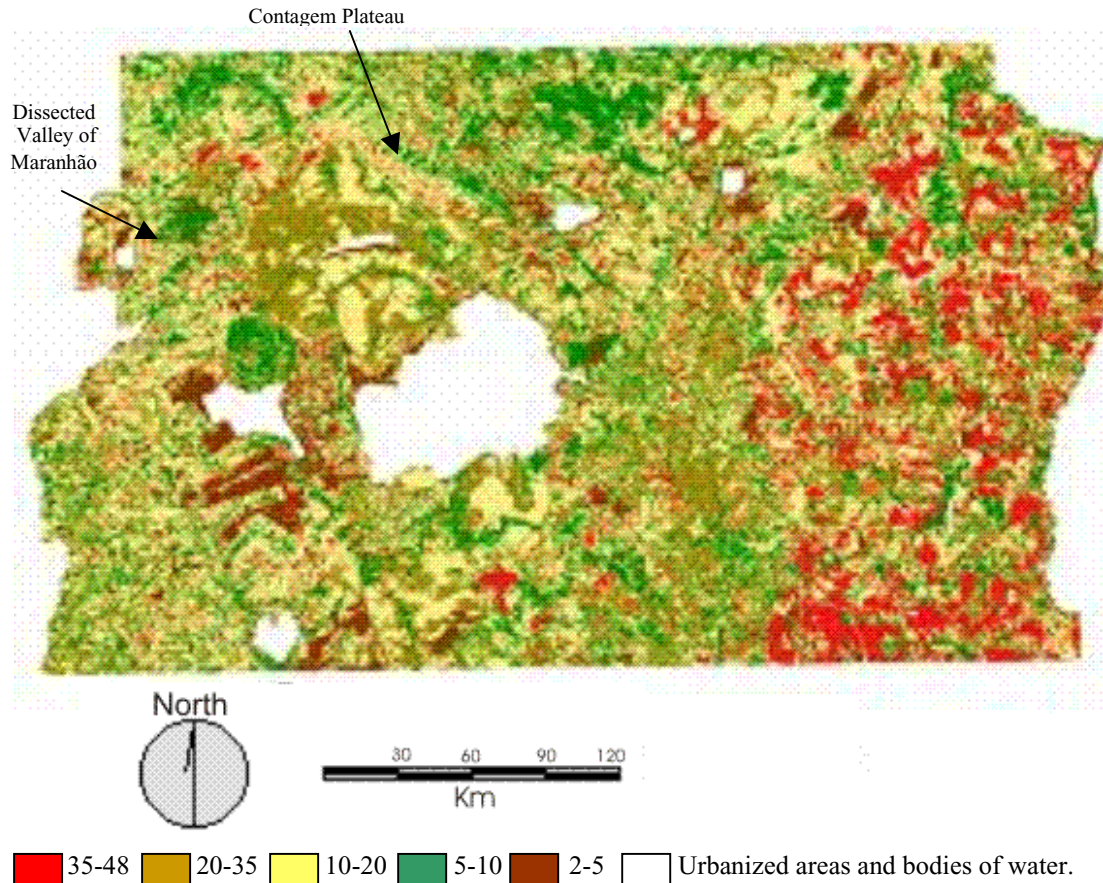 Contagem Plateau
Dissected
Valley of
Maranhão
North
30 60 90 120
Km
35-48 20-35 10-20 5-10 2-5 Urbanized areas and bodies of water.